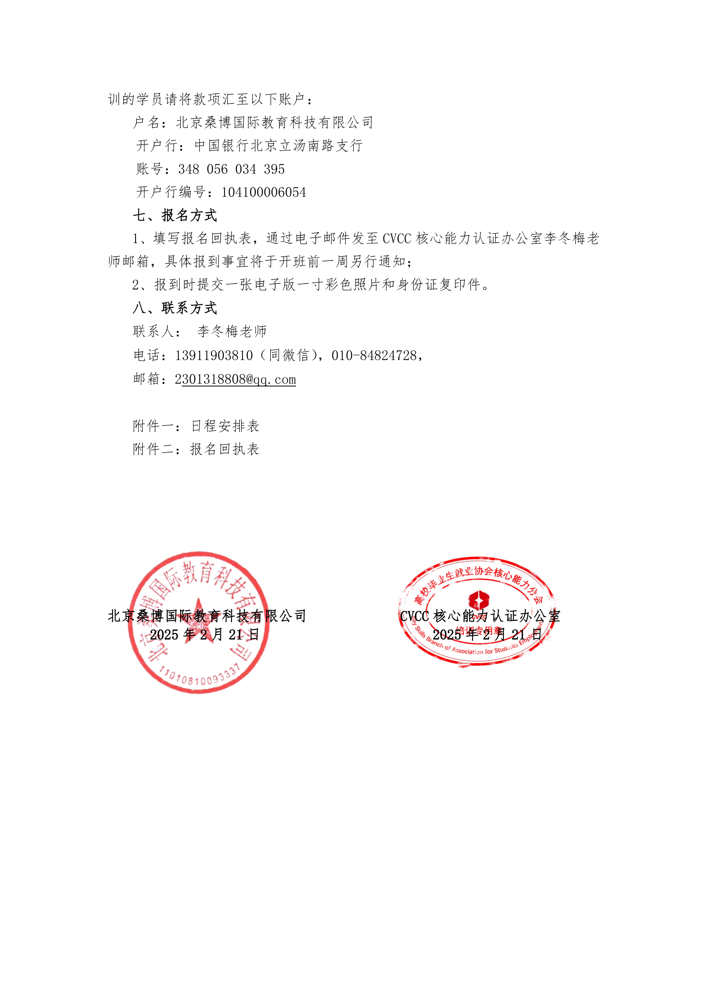 训的学员请将款项汇至以下账户：
户名：北京桑博国际教育科技有限公司
开户行：中国银行北京立汤南路支行
账号：348 056 034 395
开户行编号：104100006054
七、报名方式
1、填写报名回执表，通过电子邮件发至 CVCC 核心能力认证办公室李冬梅老
师邮箱，具体报到事宜将于开班前一周另行通知；
2、报到时提交一张电子版一寸彩色照片和身份证复印件。
八、联系方式
联系人： 李冬梅老师
电话：13911903810（同微信），010-84824728，
邮箱：2301318808@qq.com
附件一：日程安排表
附件二：报名回执表
北京桑博国际教育科技有限公司
2025 年 2 月 21 日
北京桑博国际教育科技有限公司
1101081009333​7
CVCC 核心能力认证办公室
2025 年 2 月 21 日
高校毕业生就业协会核心能力分会
CVCC
培训专用章
Key Skills Branch of Association for Students Employment